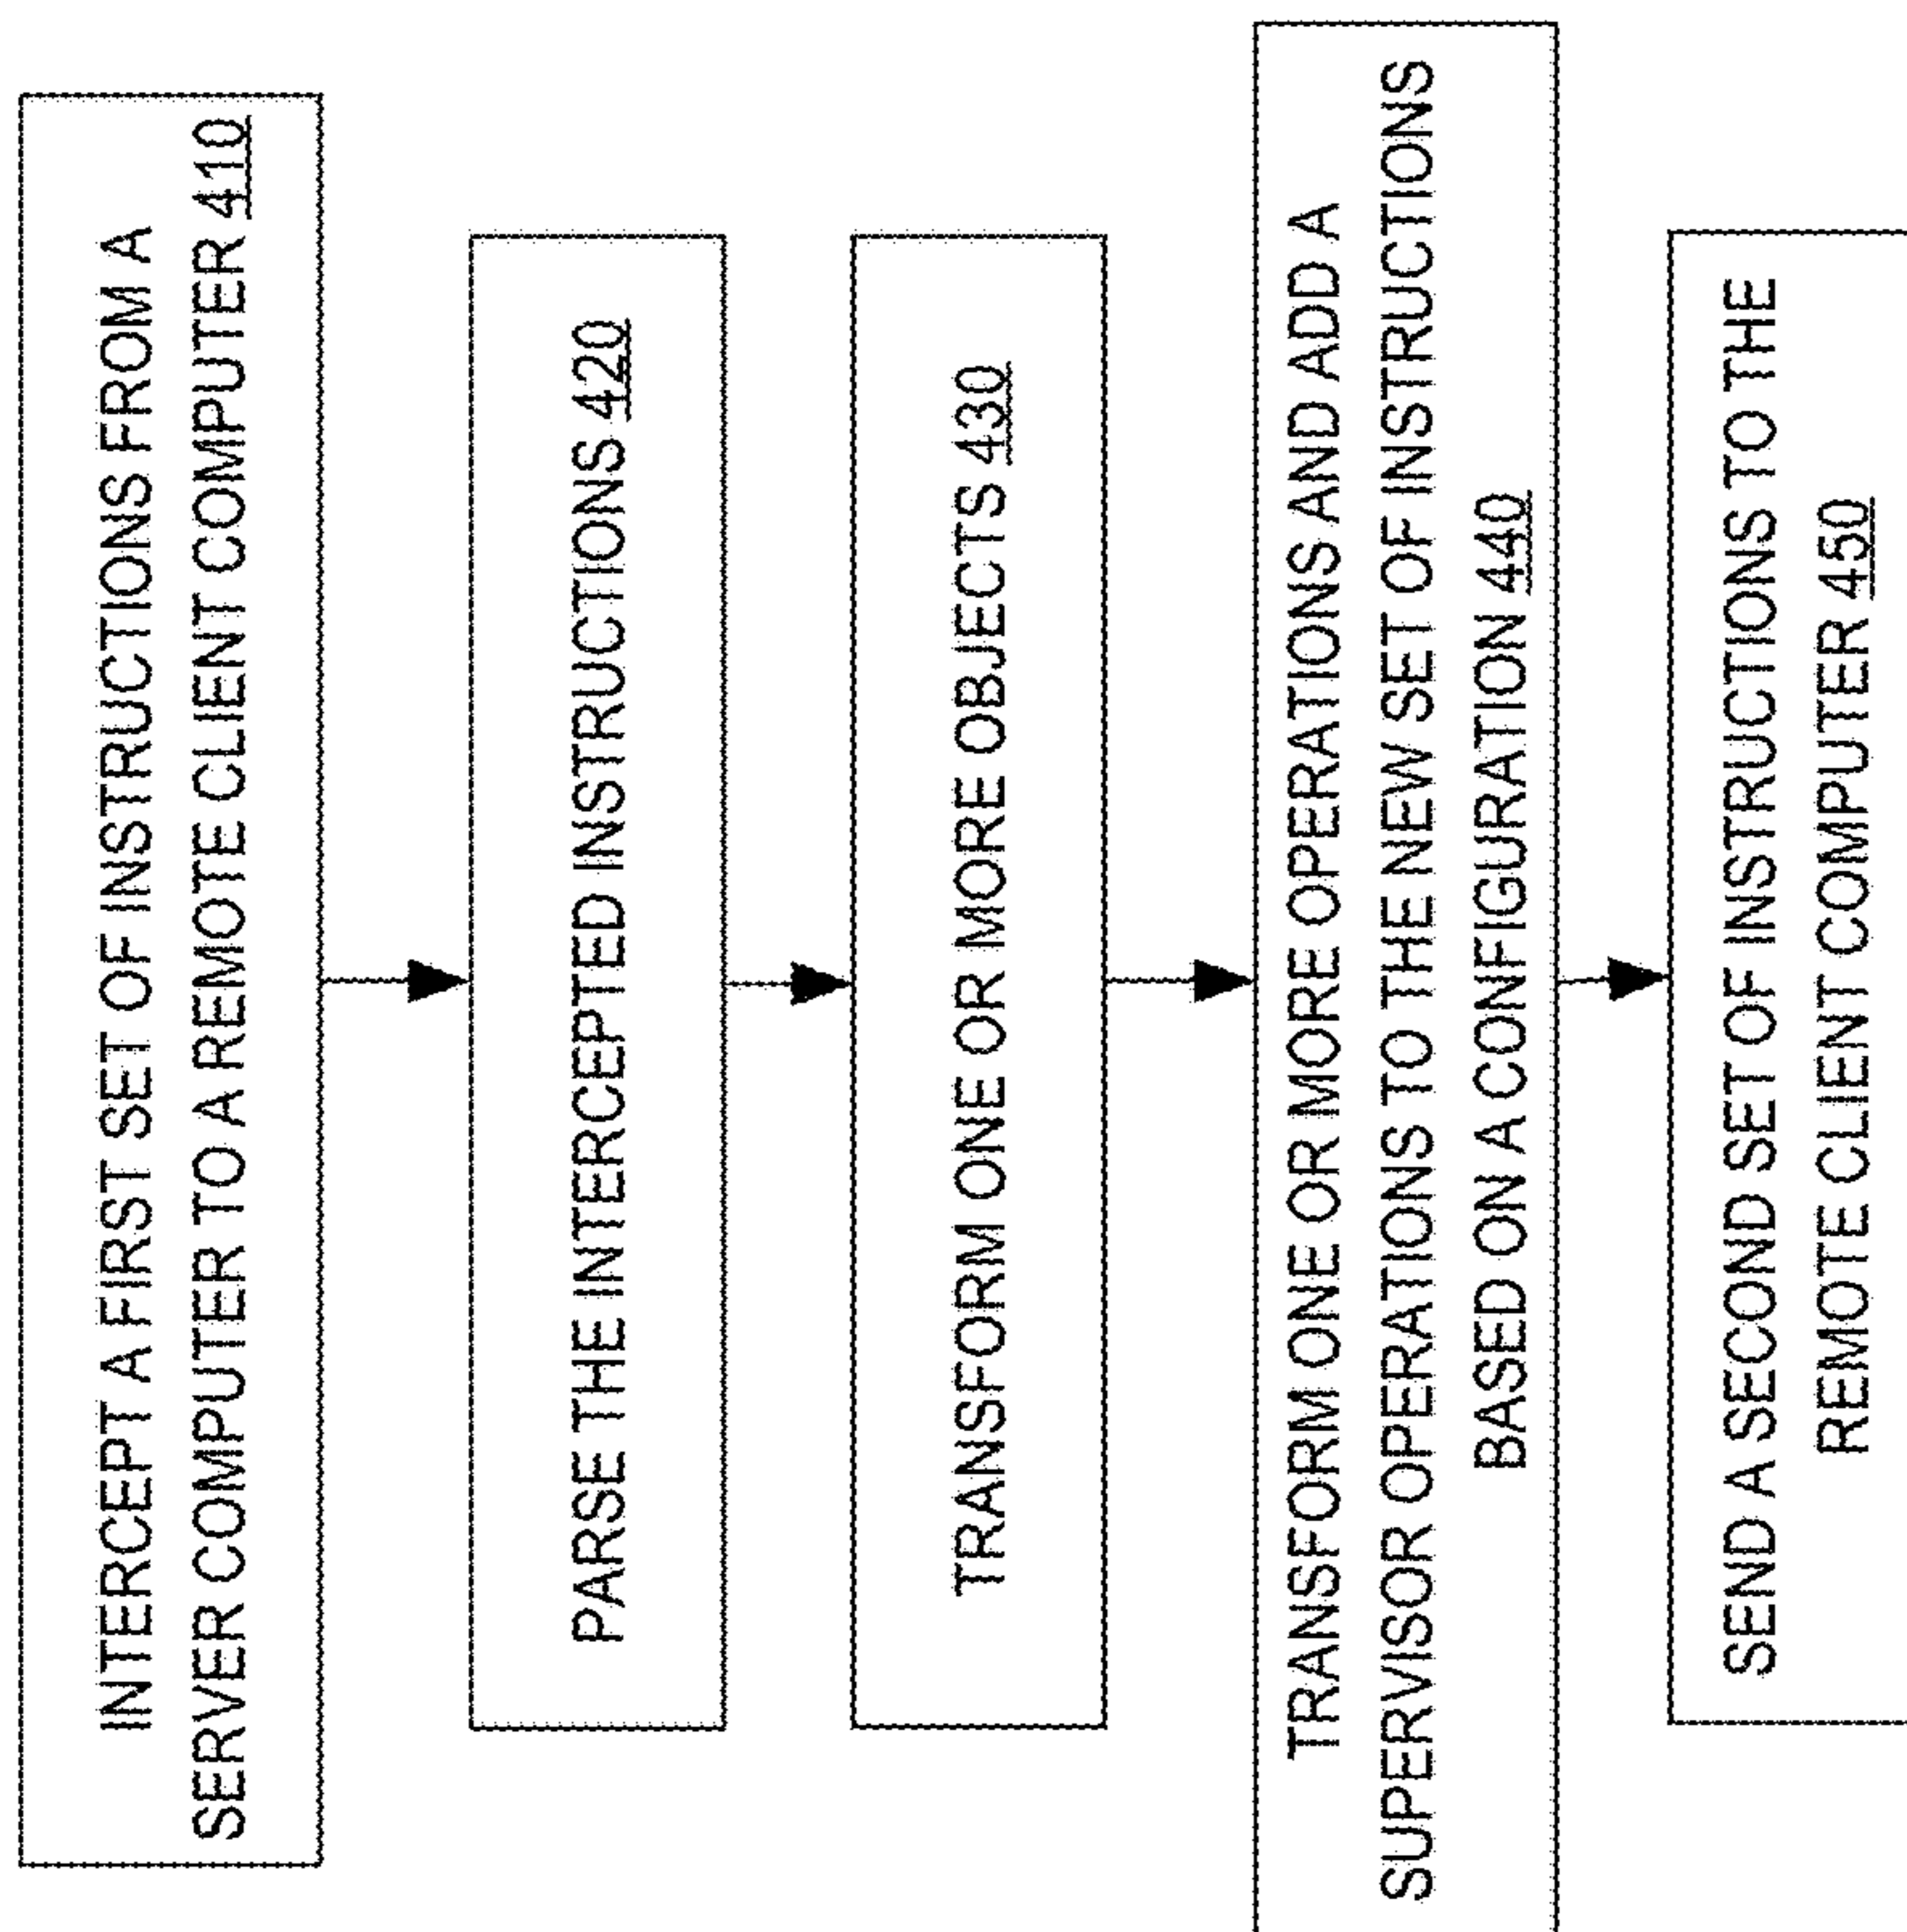 INTERCEPT A FIRST SET OF INSTRUCTIONS FROM A
SERVER COMPUTER TO A REMOTE CLIENT COMPUTER 410
PARSE THE INTERCEPTED INSTRUCTIONS 420
TRANSFORM ONE OR MORE OBJECTS 430
TRANSFORM ONE OR MORE OPERATIONS AND ADD A
SUPERVISOR OPERATIONS TO THE NEW SET OF INSTRUCTIONS
BASED ON A CONFIGURATION 440
SEND A SECOND SET OF INSTRUCTIONS TO THE
REMOTE CLIENT COMPUTER 450